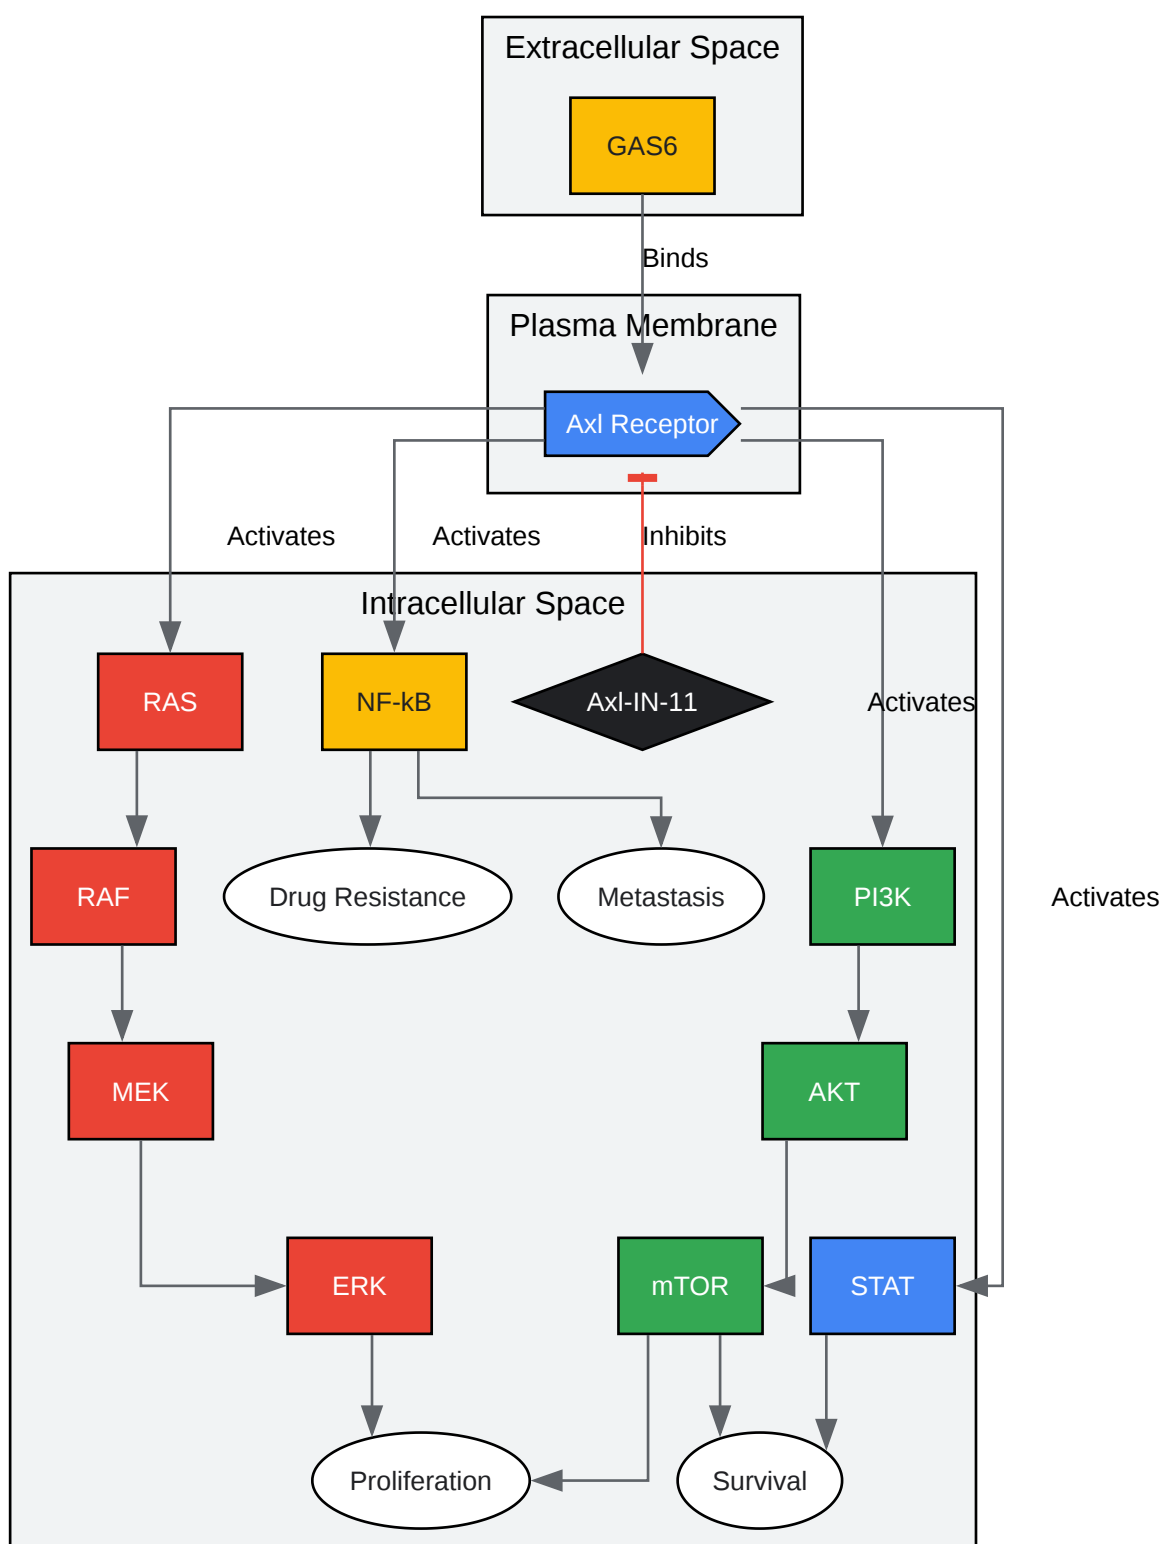 Extracellular Space
GAS6
Binds
Plasma Membrane
Axl Receptor
Activates
Activates
Inhibits
Intracellular Space
RAS
NF-kB
Axl-IN-11
Activates
RAF
Drug Resistance
Metastasis
PI3K
Activates
MEK
AKT
ERK
mTOR
STAT
Proliferation
Survival